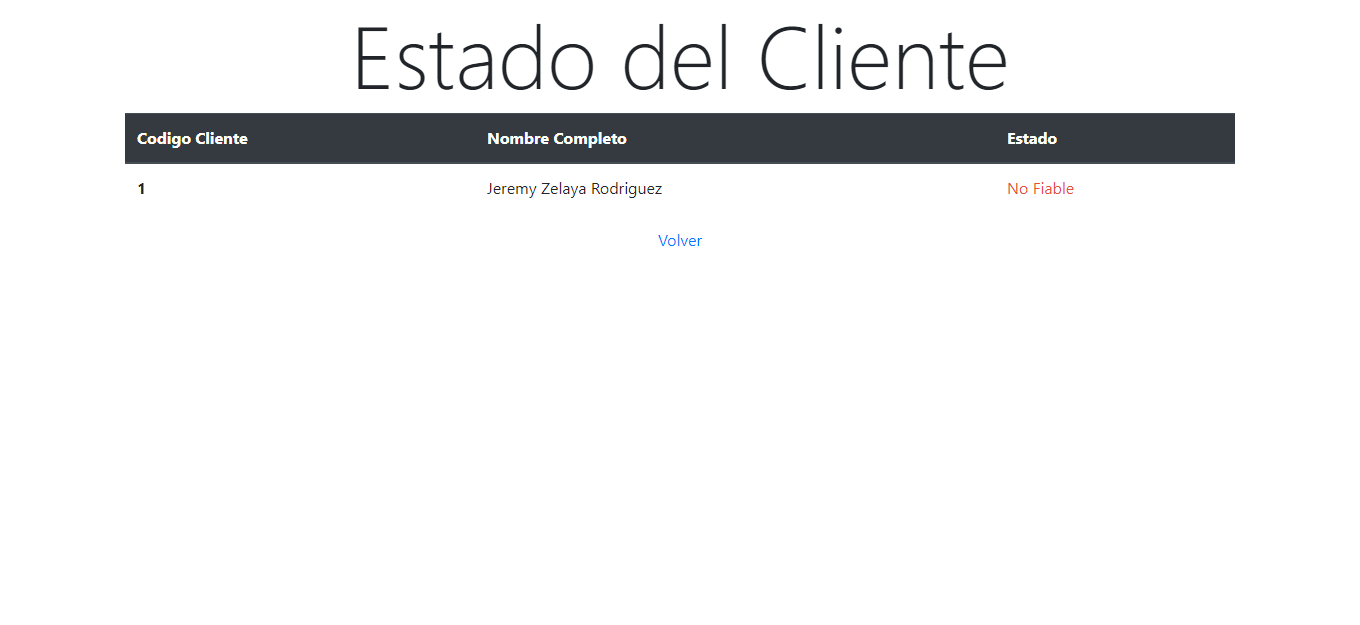 Estado del Cliente
Codigo Cliente Nombre Completo Estado
1 Jeremy Zelaya Rodriguez No Fiable
Volver